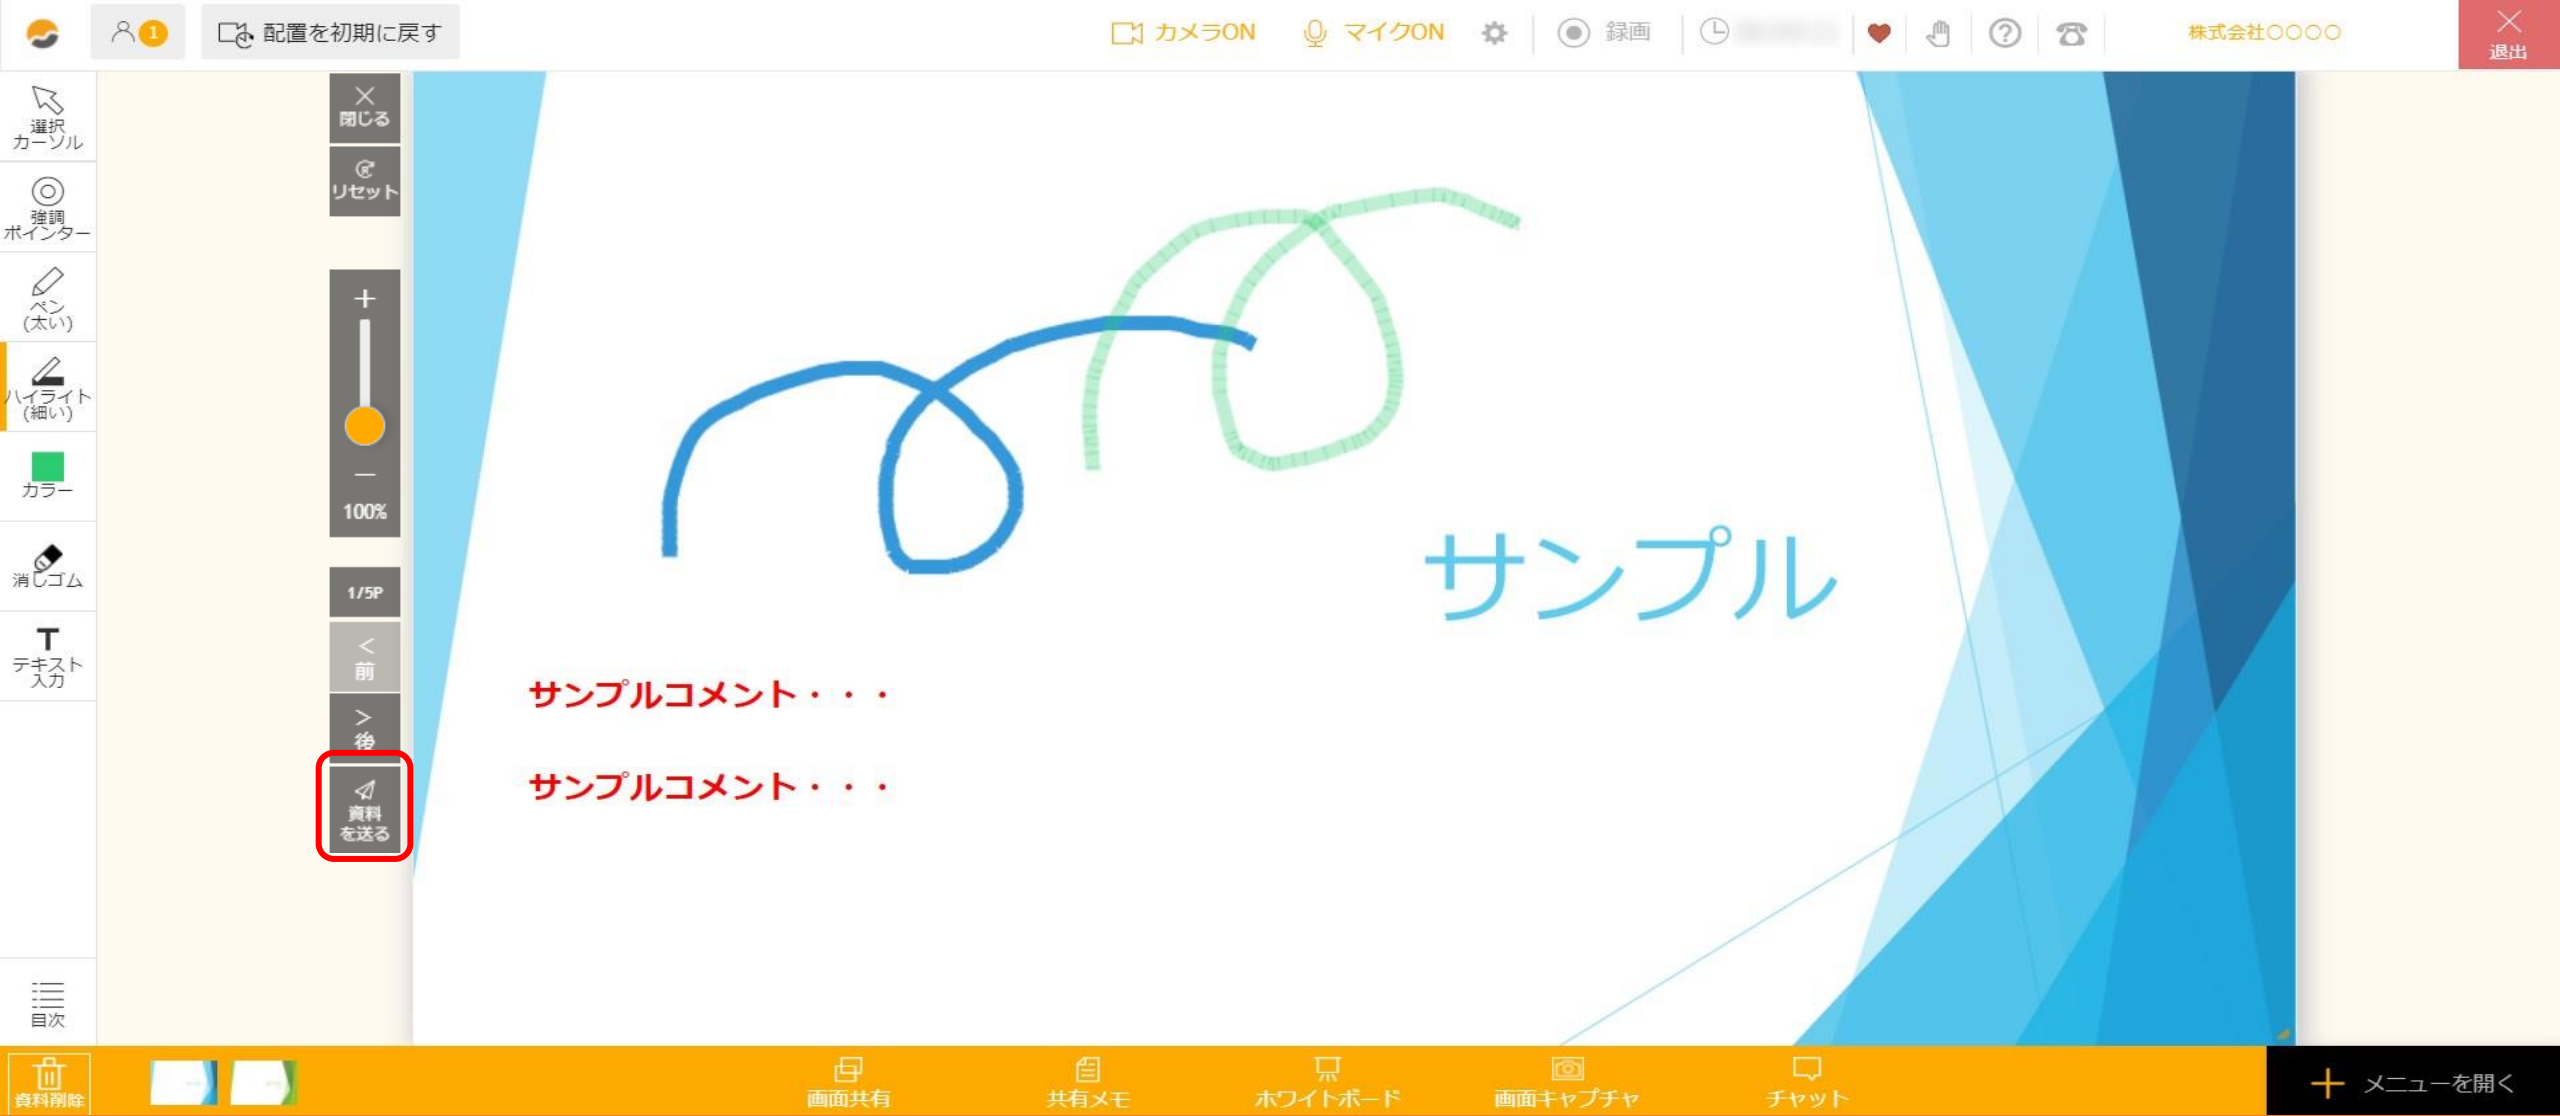 1
配置を初期に戻す
カメラON
マイクON
録画
株式会社○○○○
退出
選択
カーソル
強調
ポインター
ペン
(太い)
ハイライト
(細い)
カラー
消しゴム
T
テキスト
入力
目次
閉じる
リセット
+
−
100%
1/5P
<
前
>
後
資料
を送る
サンプル
サンプルコメント・・・
サンプルコメント・・・
資料削除
画面共有
共有メモ
ホワイトボード
画面キャプチャ
チャット
メニューを開く